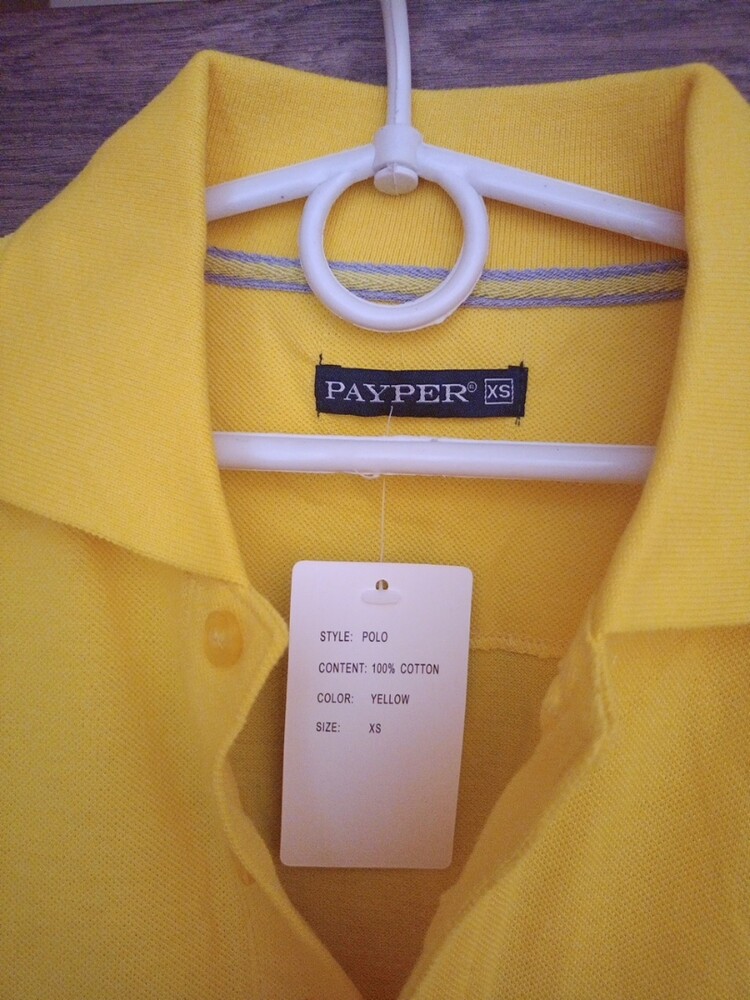 PAYPER® XS
STYLE: POLO
CONTENT: 100% COTTON
COLOR: YELLOW
SIZE: XS